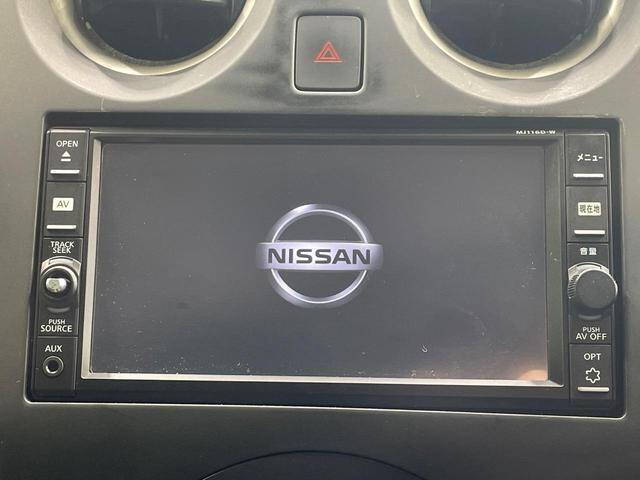 MJ116D-W
OPEN
AV
TRACK
SEEK
PUSH
SOURCE
AUX
NISSAN
メニュー
現在地
音量
PUSH
AV OFF
OPT